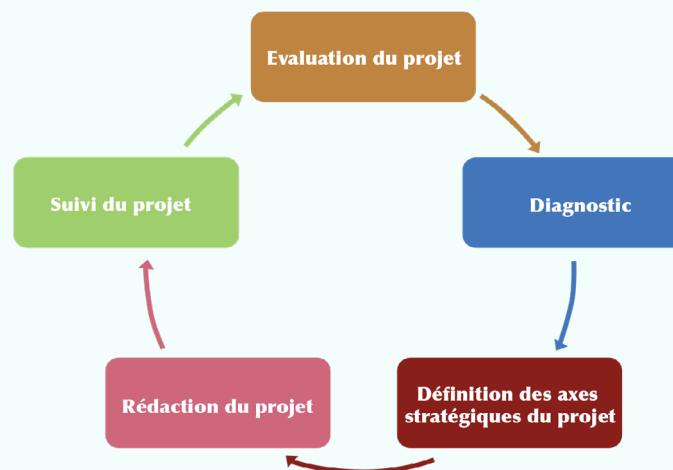 Evaluation du projet
Diagnostic
Définition des axes
stratégiques du projet
Rédaction du projet
Suivi du projet